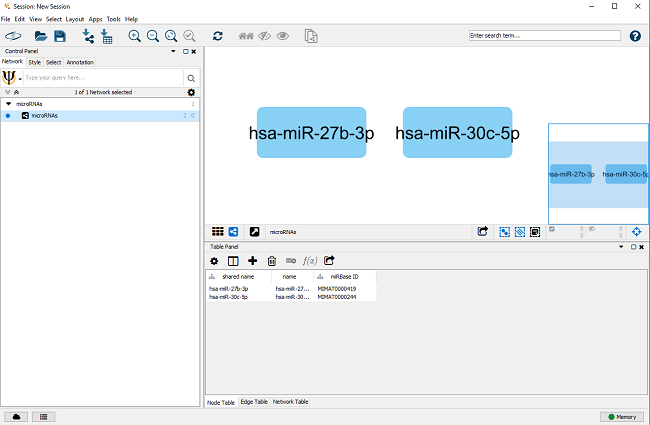 Session: New Session
File Edit View Select Layout Apps Tools Help
Enter search term...
Control Panel
Network Style Select Annotation
Type your query here...
1 of 1 Network selected
microRNAs 1
microRNAs 2 0
hsa-miR-27b-3p hsa-miR-30c-5p
hsa-miR-27b-3p hsa-miR-30c-5p
microRNAs
0 0
0 0
Table Panel
f(x)
shared name name miRBase ID
hsa-miR-27b-3p hsa-miR-27... MIMAT0000419
hsa-miR-30c-5p hsa-miR-30... MIMAT0000244
Node Table Edge Table Network Table
Memory